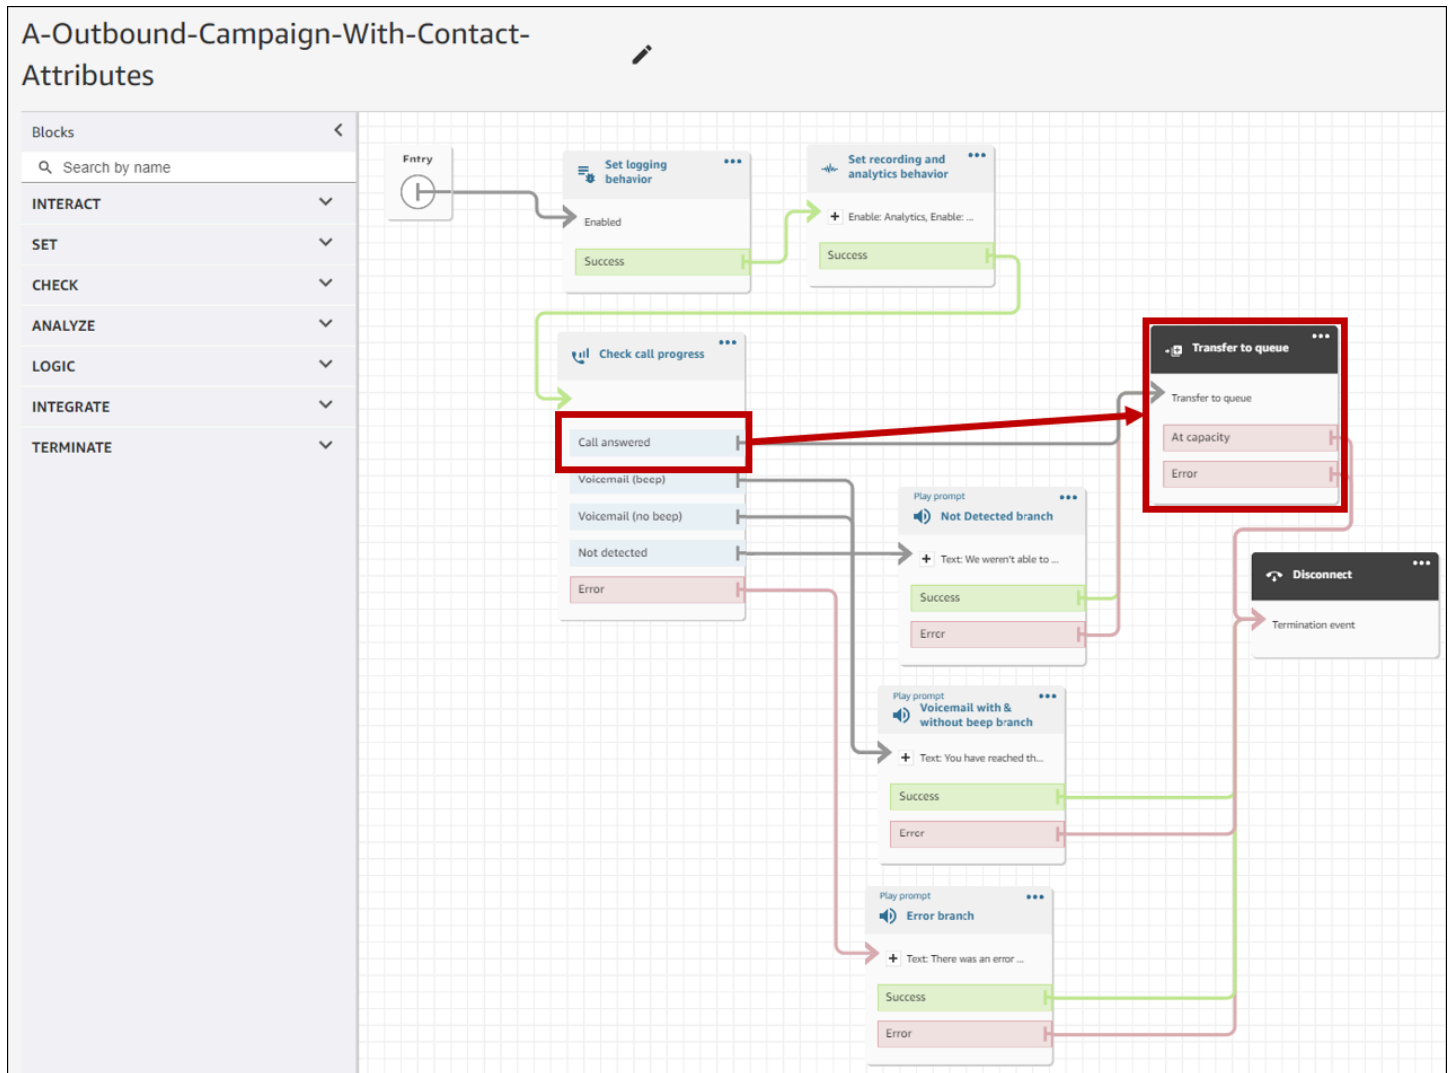 A-Outbound-Campaign-With-Contact-
Attributes
Blocks
Search by name
INTERACT
SET
CHECK
ANALYZE
LOGIC
INTEGRATE
TERMINATE
Entry
Set logging
behavior
Enabled
Success
Set recording and
analytics behavior
Enable: Analytics, Enable: ...
Success
Check call progress
Call answered
Voicemail (beep)
Voicemail (no beep)
Not detected
Error
Transfer to queue
Transfer to queue
At capacity
Error
Play prompt
Not Detected branch
Text: We weren't able to ...
Success
Error
Disconnect
Termination event
Play prompt
Voicemail with &
without beep branch
Text: You have reached th...
Success
Error
Play prompt
Error branch
Text: There was an error ...
Success
Error